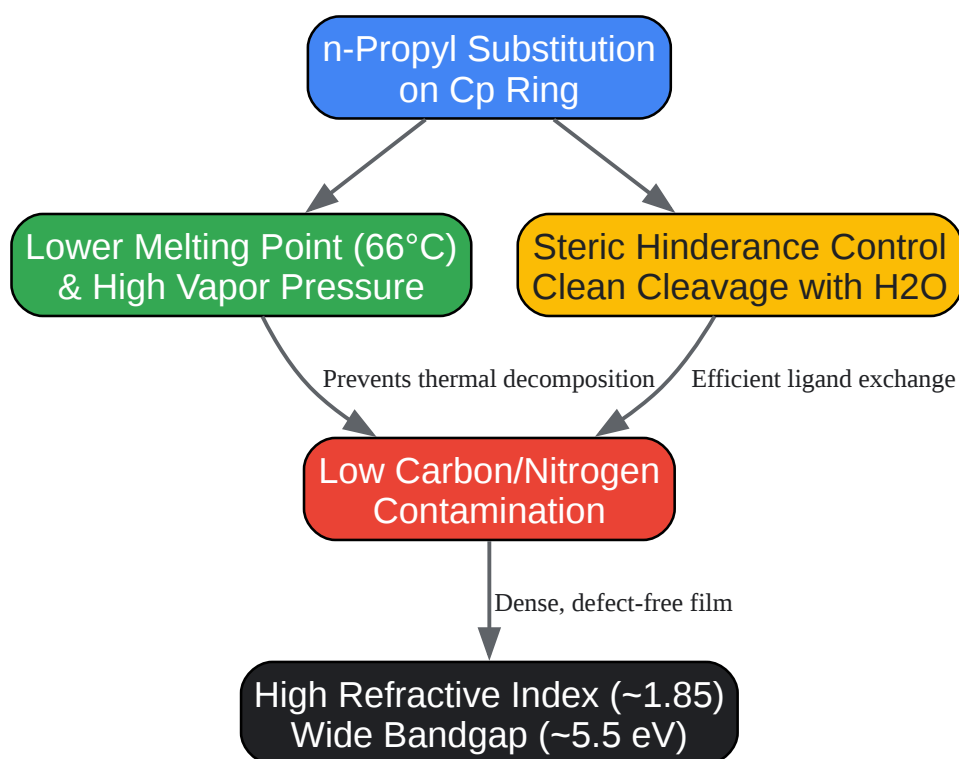 n-Propyl Substitution
on Cp Ring
Lower Melting Point (66°C)
& High Vapor Pressure
Steric Hinderance Control
Clean Cleavage with H2O
Prevents thermal decomposition
Efficient ligand exchange
Low Carbon/Nitrogen
Contamination
Dense, defect-free film
High Refractive Index (~1.85)
Wide Bandgap (~5.5 eV)